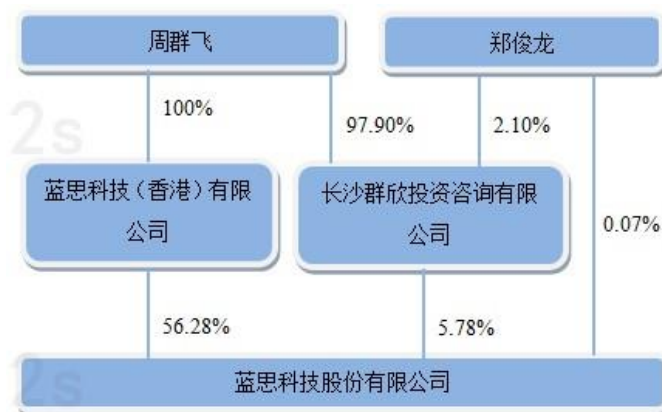 周群飞
郑俊龙
100%
97.90%
2.10%
2s
蓝思科技（香港）有限
公司
长沙群欣投资咨询有限
公司
0.07%
56.28%
5.78%
蓝思科技股份有限公司
2s